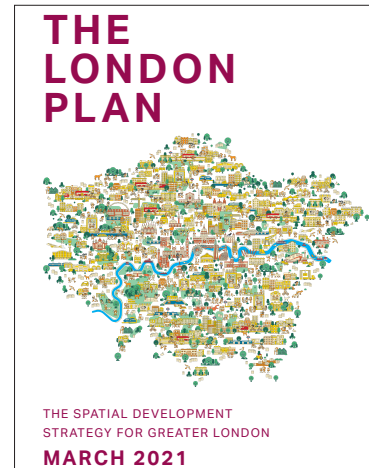 THE
LONDON
PLAN
THE SPATIAL DEVELOPMENT
STRATEGY FOR GREATER LONDON
MARCH 2021